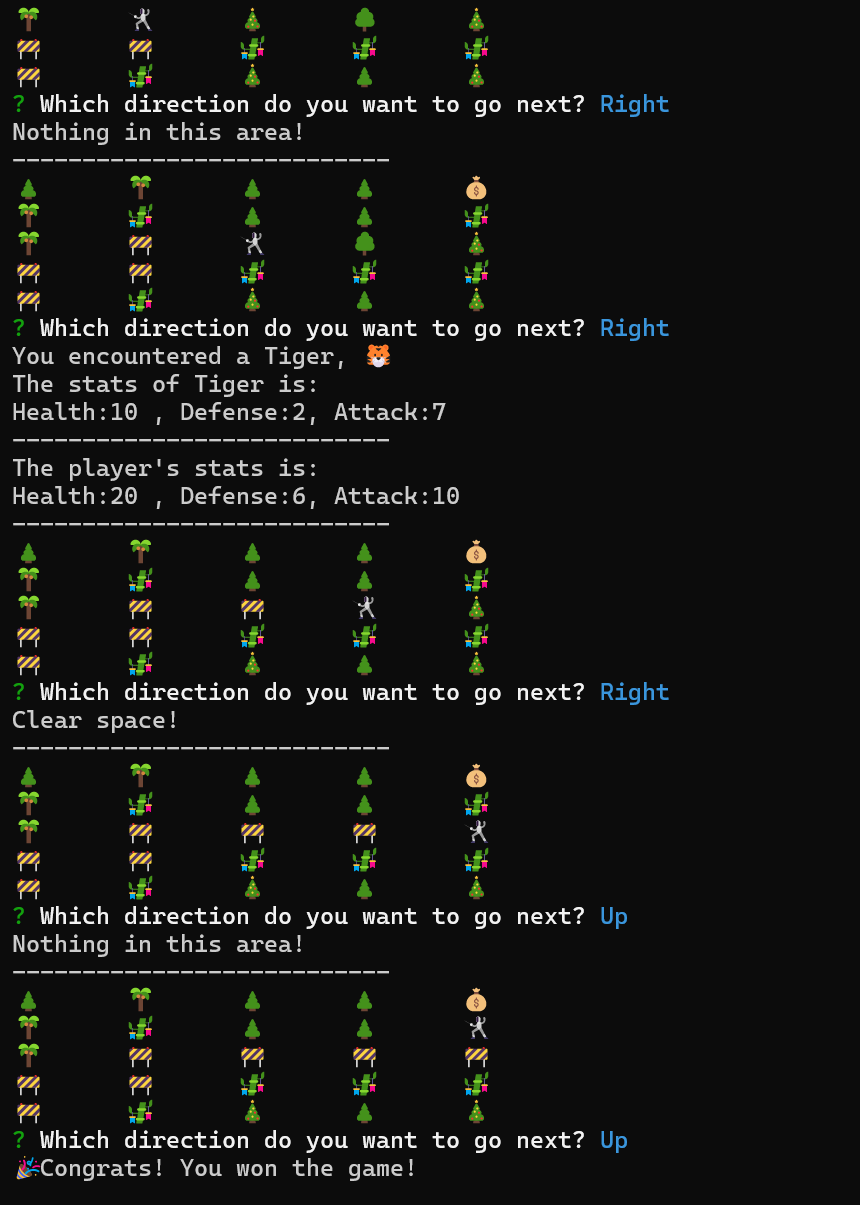 ? Which direction do you want to go next? Right
Nothing in this area!
---------------------------
? Which direction do you want to go next? Right
You encountered a Tiger, 🐯
The stats of Tiger is:
Health:10 , Defense:2, Attack:7
---------------------------
The player's stats is:
Health:20 , Defense:6, Attack:10
---------------------------
? Which direction do you want to go next? Right
Clear space!
---------------------------
? Which direction do you want to go next? Up
Nothing in this area!
---------------------------
? Which direction do you want to go next? Up
🎉Congrats! You won the game!